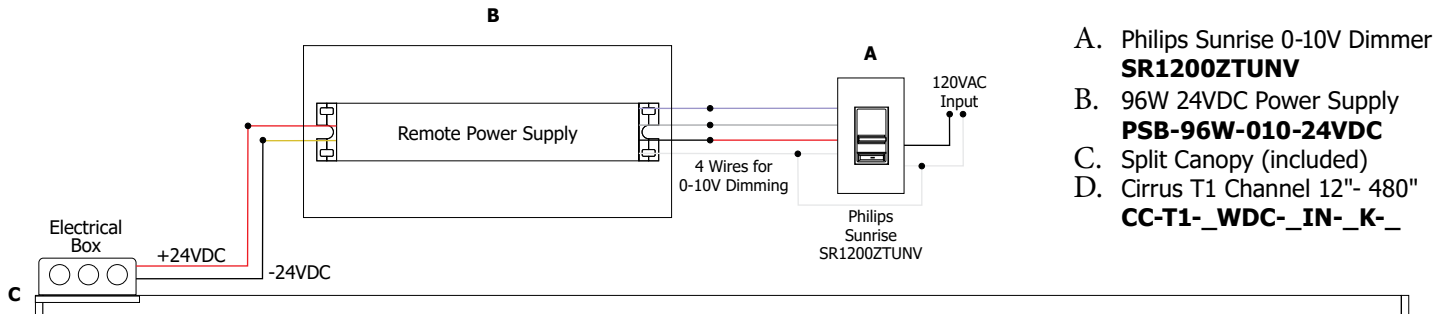 B
A
120VAC
Input
Remote Power Supply
4 Wires for
0-10V Dimming
Philips
Sunrise
SR1200ZTUNV
Electrical
Box
+24VDC
-24VDC
C
A. Philips Sunrise 0-10V Dimmer
SR1200ZTUNV
B. 96W 24VDC Power Supply
PSB-96W-010-24VDC
C. Split Canopy (included)
D. Cirrus T1 Channel 12"- 480"
CC-T1-_WDC-_IN-_K-_